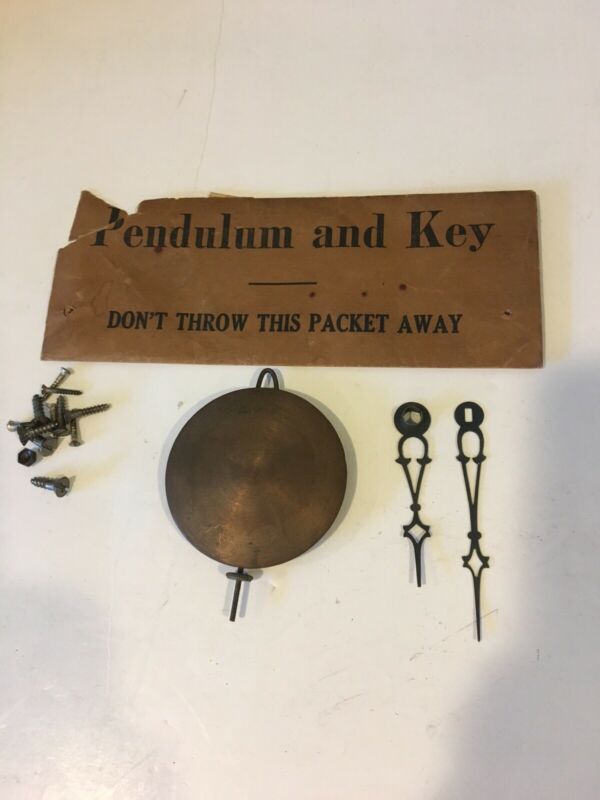 Pendulum and Key
DON'T THROW THIS PACKET AWAY